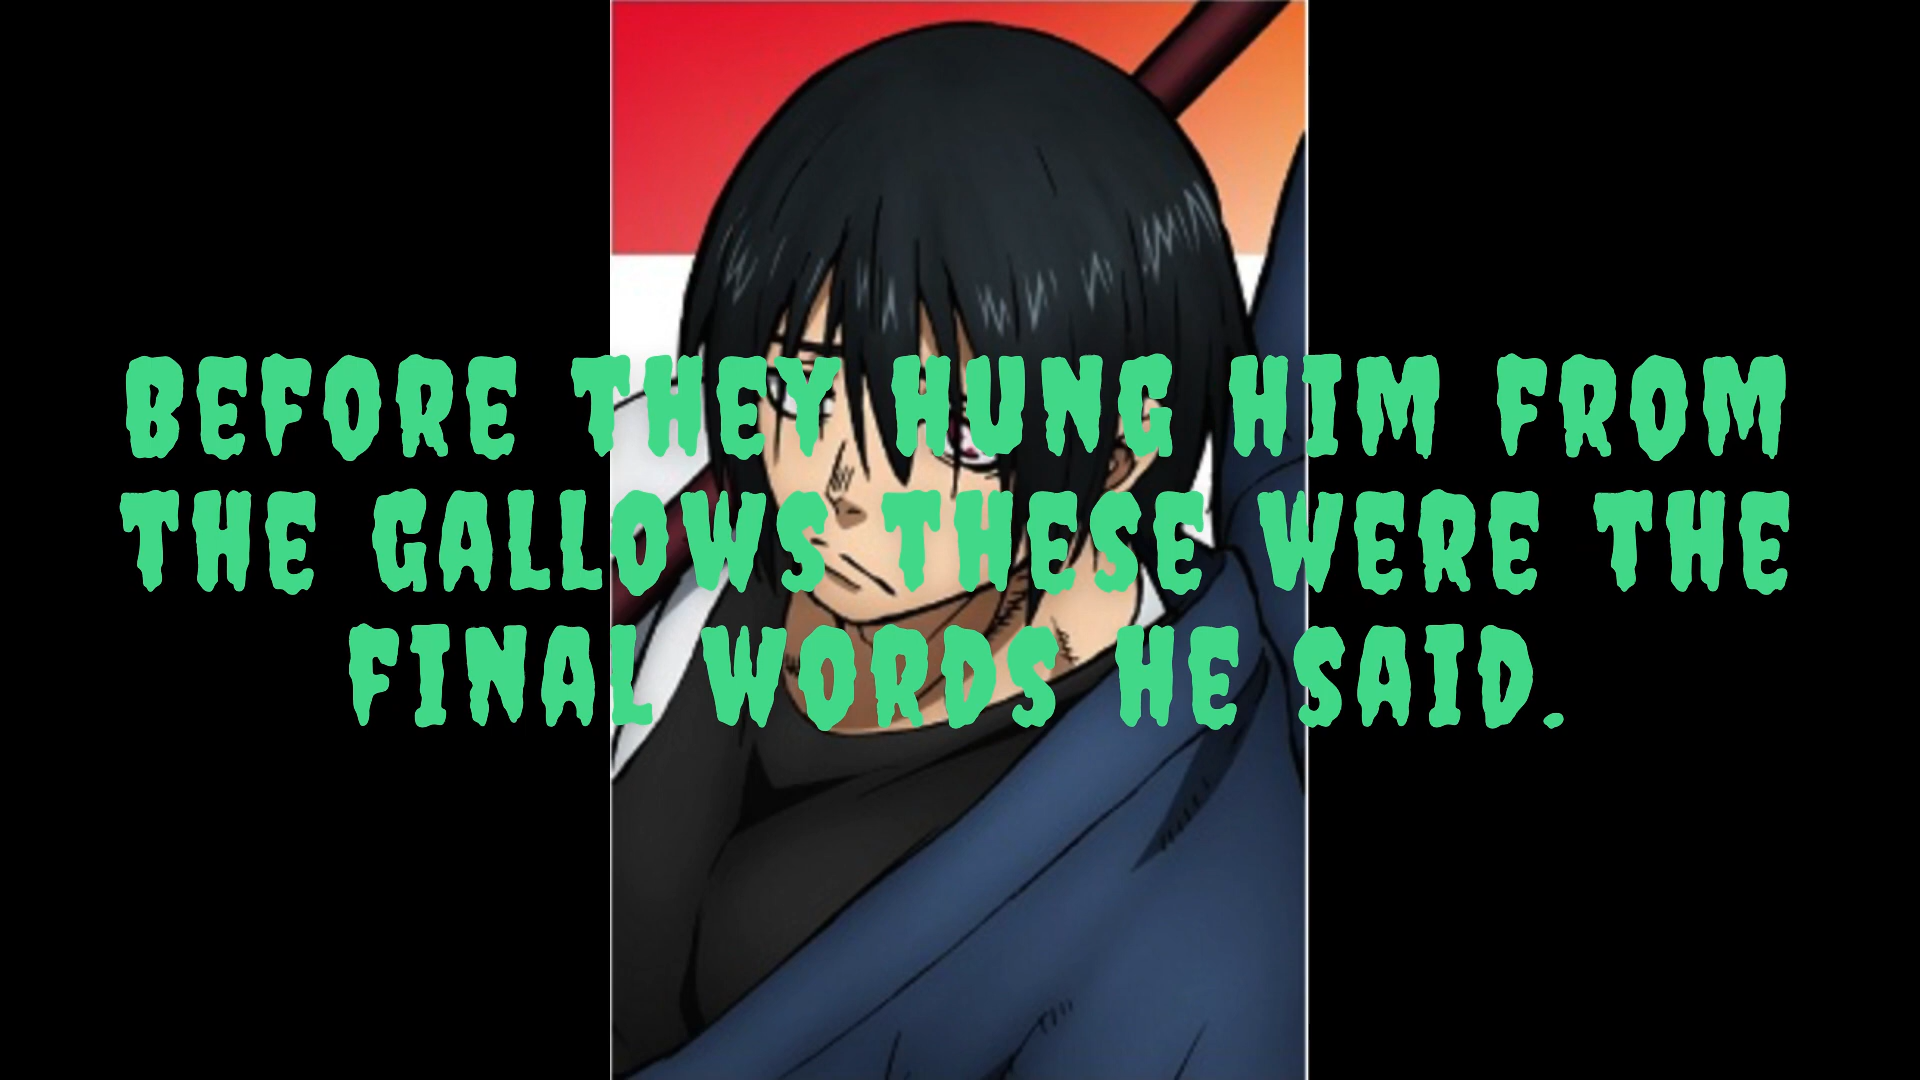 BEFORE THEY HUNG HIM FROM
THE GALLOWS THESE WERE THE
FINAL WORDS HE SAID.